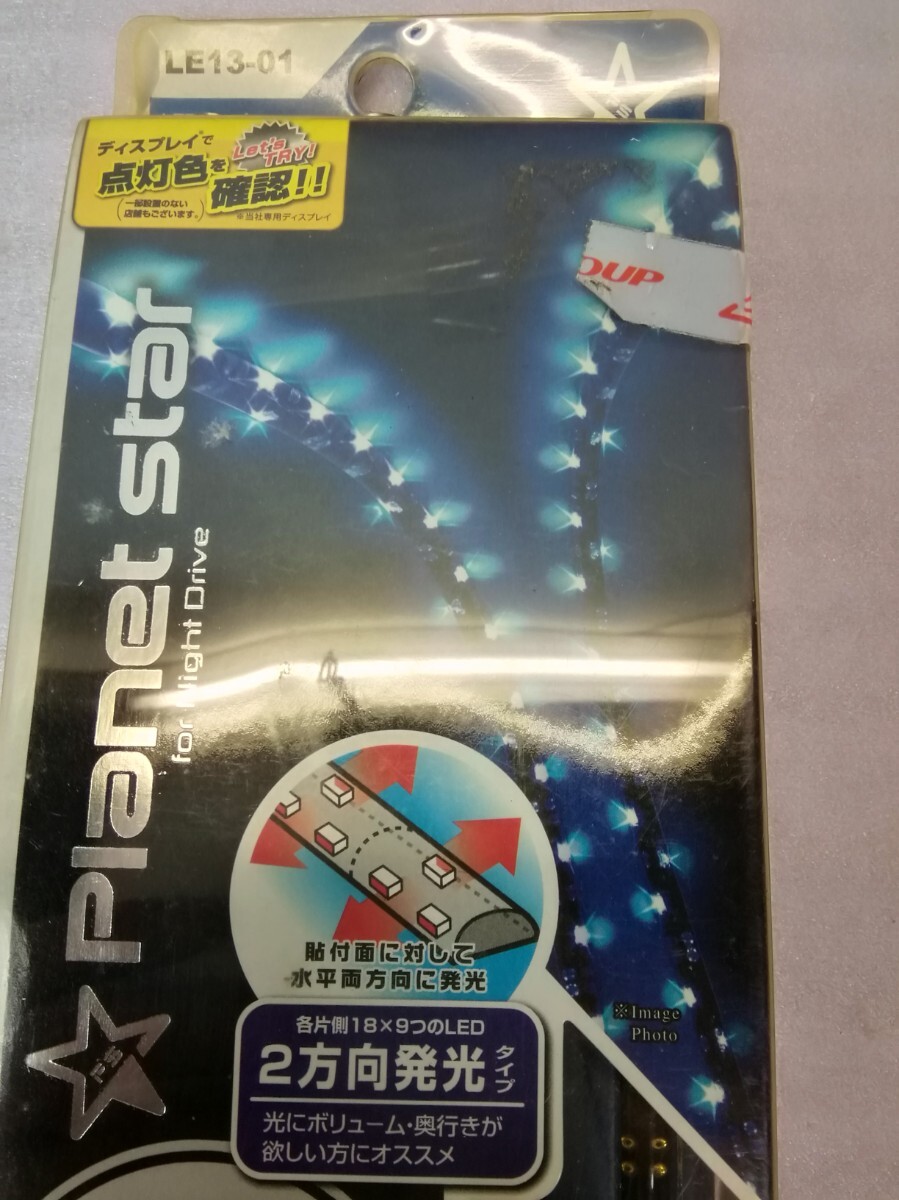 LE13-01
ディスプレイで
点灯色を
確認!!
Let's
TRY!
(一部設置のない
店舗もございます。)
※当社専用ディスプレイ
OUP
Planet Star
for Night Drive
貼付面に対して
水平両方向に発光
各片側18×9つのLED
2方向発光タイプ
光にボリューム・奥行きが
欲しい方にオススメ
※Image
Photo
PS